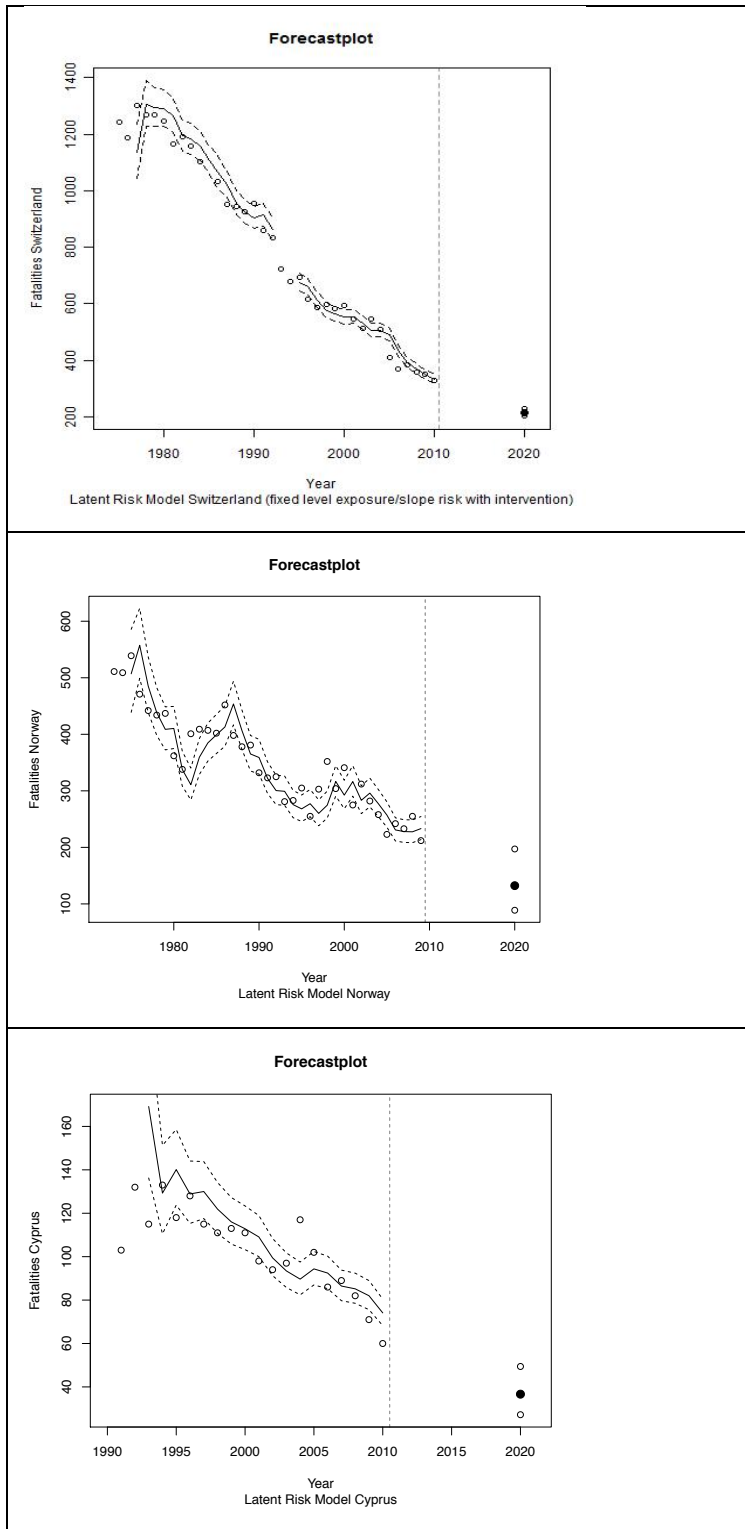 Forecastplot
1400
1200
1000
800
600
400
200
Fatalities Switzerland
1980 1990 2000 2010 2020
Year
Latent Risk Model Switzerland (fixed level exposure/slope risk with intervention)
Forecastplot
600
500
400
300
200
100
Fatalities Norway
1980 1990 2000 2010 2020
Year
Latent Risk Model Norway
Forecastplot
160
140
120
100
80
60
40
Fatalities Cyprus
1990 1995 2000 2005 2010 2015 2020
Year
Latent Risk Model Cyprus